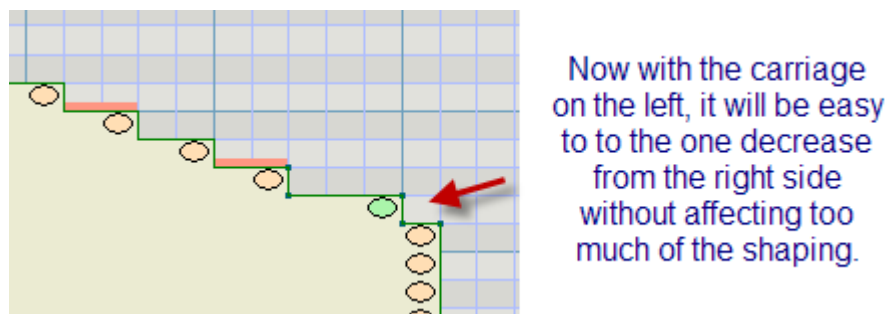 Now with the carriage
on the left, it will be easy
to to the one decrease
from the right side
without affecting too
much of the shaping.